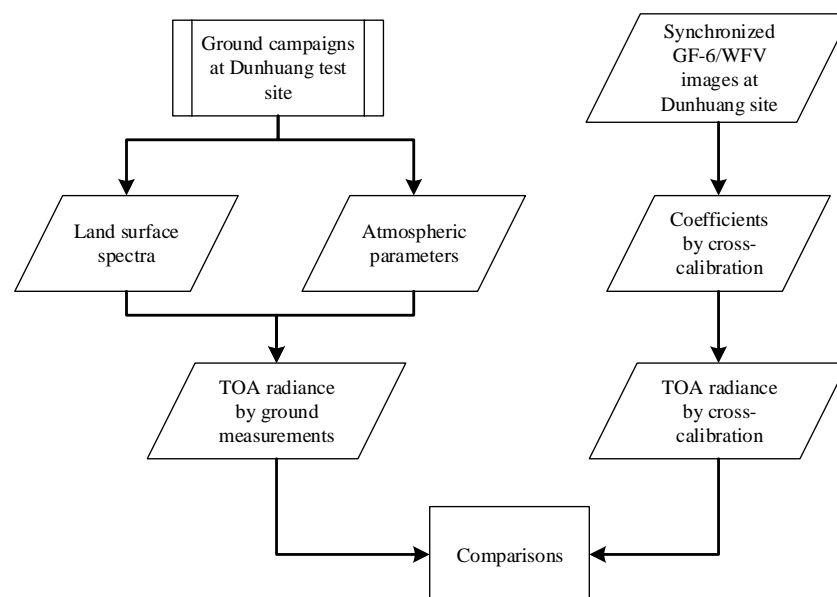 Ground campaigns
at Dunhuang test
site
Synchronized
GF-6/WFV
images at
Dunhuang site
Land surface
spectra
Atmospheric
parameters
Coefficients
by cross-
calibration
TOA radiance
by ground
measurements
TOA radiance
by cross-
calibration
Comparisons